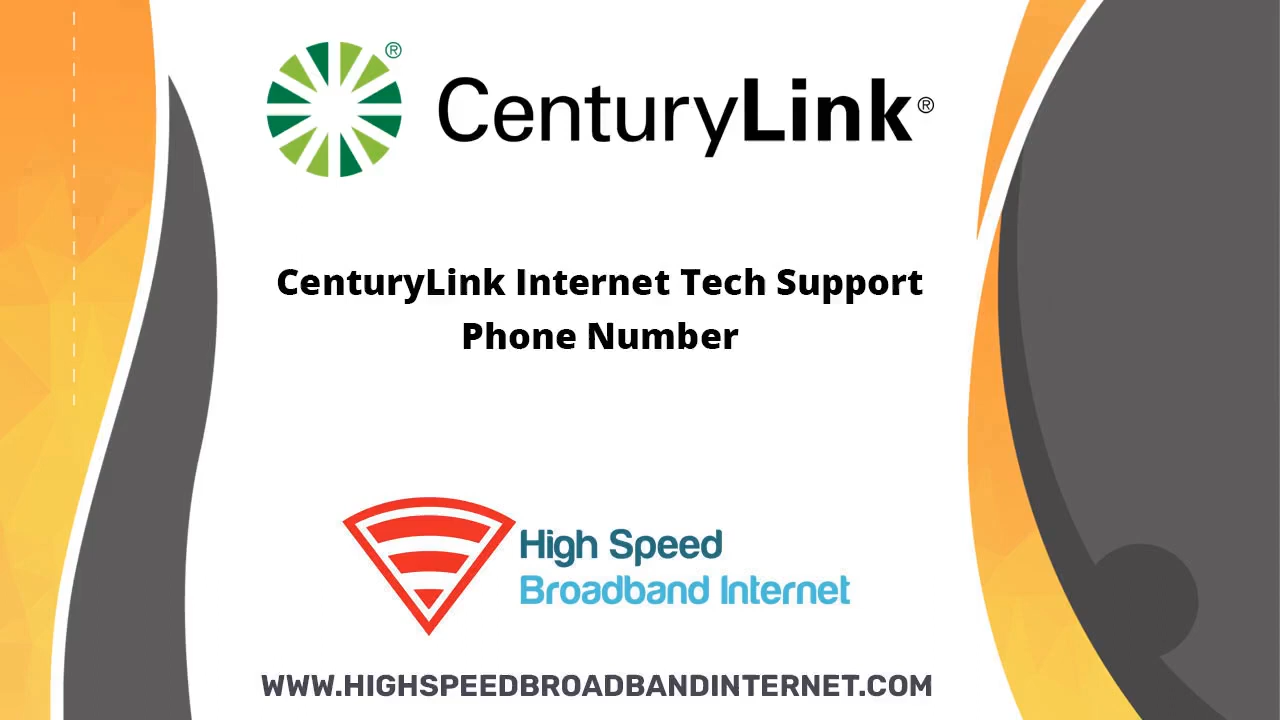 CenturyLink®
CenturyLink Internet Tech Support
Phone Number
High Speed
Broadband Internet
WWW.HIGHSPEEDBROADBANDINTERNET.COM